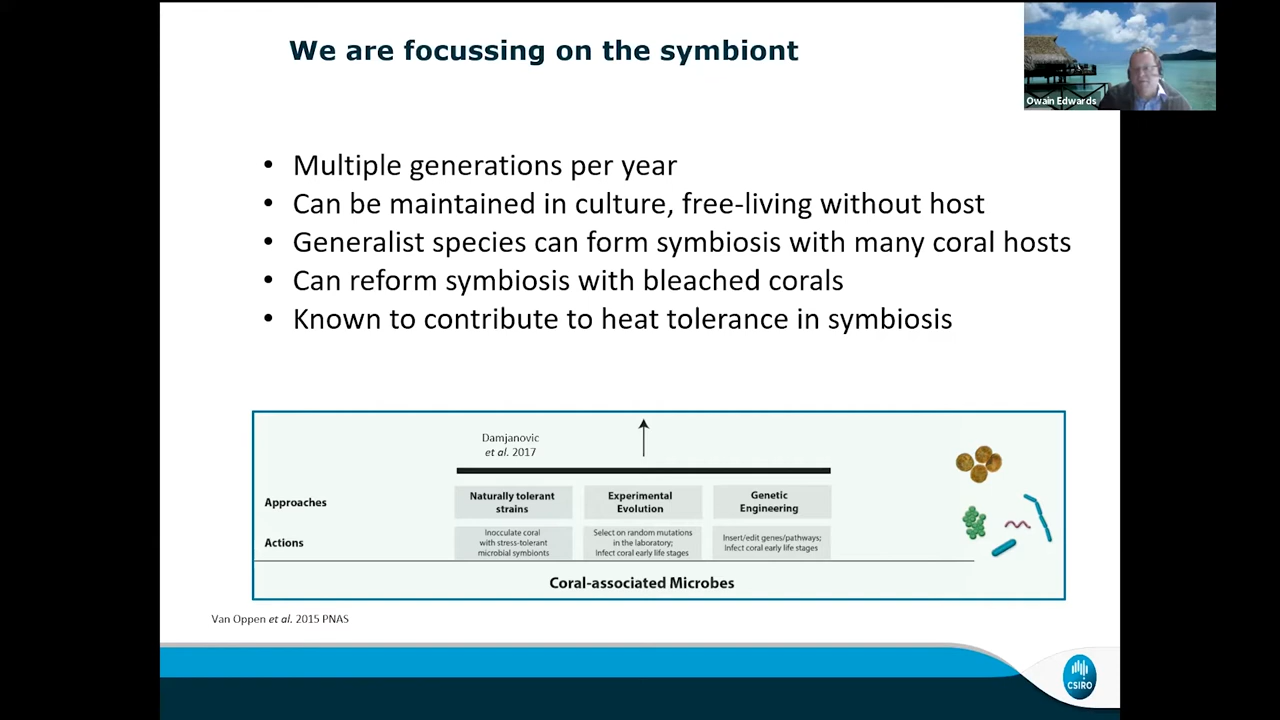 We are focussing on the symbiont
Owain Edwards
• Multiple generations per year
• Can be maintained in culture, free-living without host
• Generalist species can form symbiosis with many coral hosts
• Can reform symbiosis with bleached corals
• Known to contribute to heat tolerance in symbiosis
Damjanovic
et al. 2017
Approaches
Naturally tolerant
strains
Experimental
Evolution
Genetic
Engineering
Actions
Inocculate coral
with stress-tolerant
microbial symbionts
Select on random mutations
in the laboratory;
Infect coral early life stages
Insert/edit genes/pathways;
Infect coral early life stages
Coral-associated Microbes
Van Oppen et al. 2015 PNAS
CSIRO